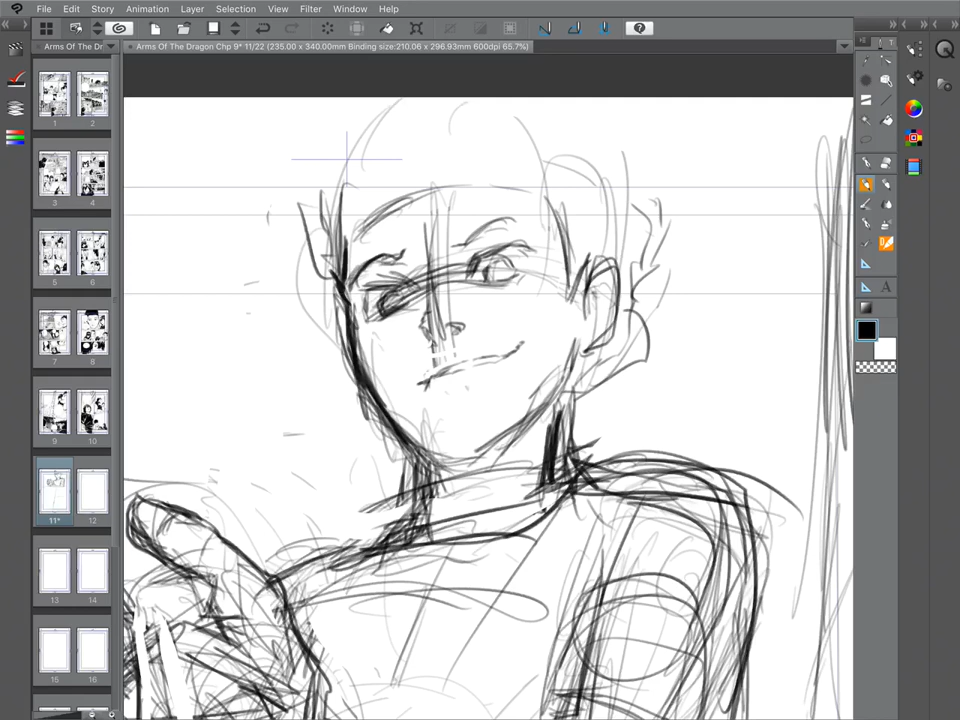 File Edit Story Animation Layer Selection View Filter Window Help
Arms Of The Dr
Arms Of The Dragon Chp 9* 11/22 (235.00 x 340.00mm Binding size:210.06 x 296.93mm 600dpi 65.7%)
1 2
3 4
5 6
7 8
9 10
11* 12
13 14
15 16